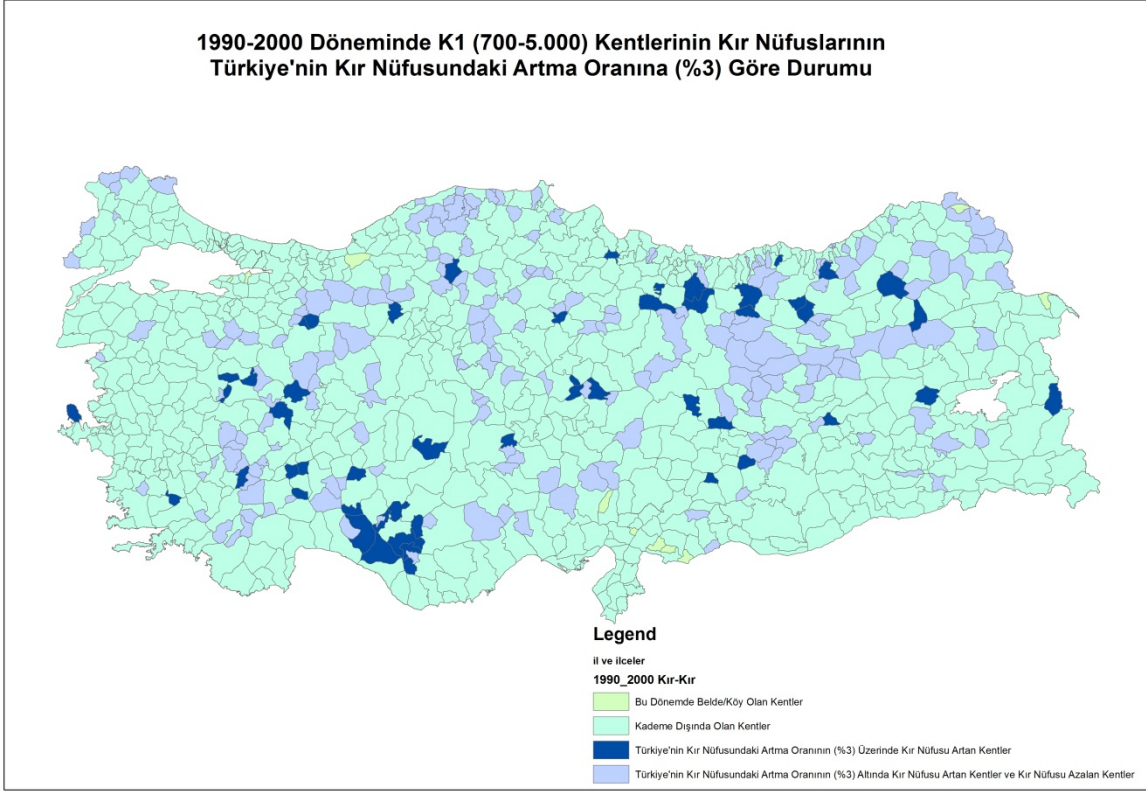 1990-2000 Döneminde K1 (700-5.000) Kentlerinin Kır Nüfuslarının
Türkiye'nin Kır Nüfusundaki Artma Oranına (%3) Göre Durumu
Legend
il ve ilceler
1990_2000 Kır-Kır
Bu Dönemde Belde/Köy Olan Kentler
Kademe Dışında Olan Kentler
Türkiye'nin Kır Nüfusundaki Artma Oranının (%3) Üzerinde Kır Nüfusu Artan Kentler
Türkiye'nin Kır Nüfusundaki Artma Oranının (%3) Altında Kır Nüfusu Artan Kentler ve Kır Nüfusu Azalan Kentler